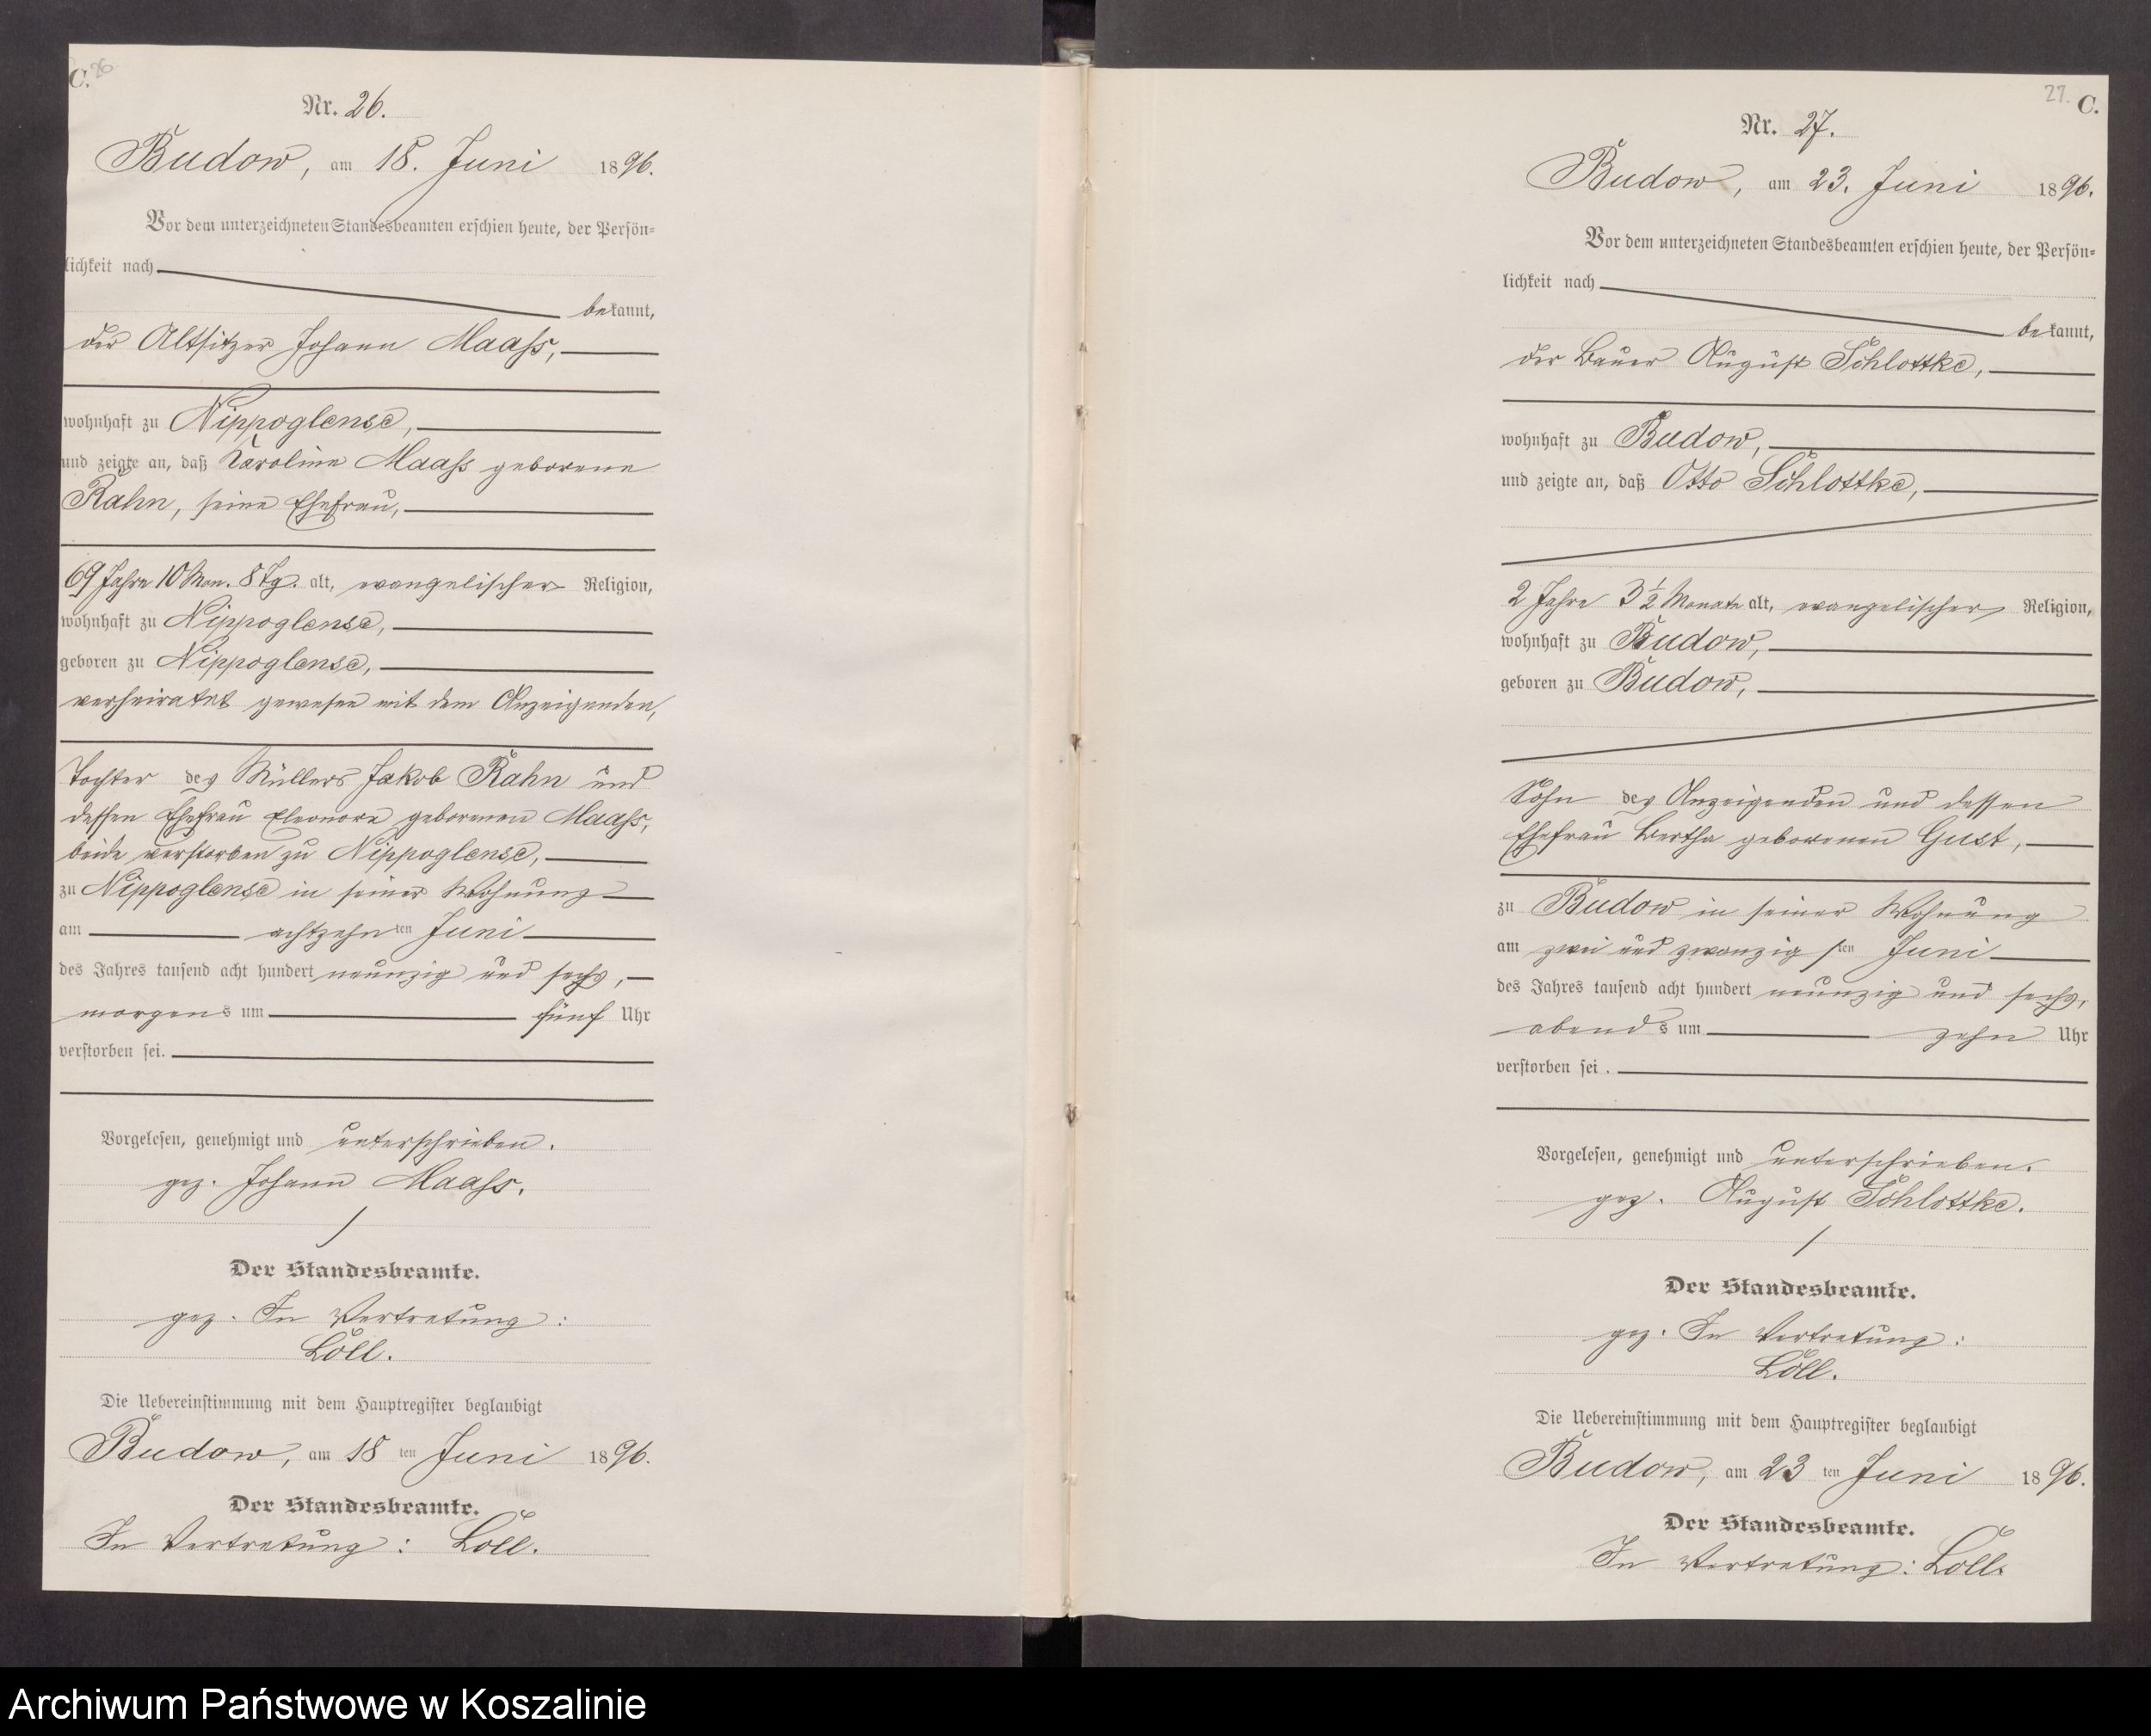 C. 26
Nr. 26.
Budow, am 18. Juni 1896.
Vor dem unterzeichneten Standesbeamten erschien heute, der Persön-
lichkeit nach
bekannt,
der Altsitzer Johann Maass,
wohnhaft zu Nippoglense,
und zeigte an, daß Karoline Maass geborene
Rahn, seine Ehefrau,
69 Jahre 10 Mon. 8 Tg. alt, evangelischer Religion,
wohnhaft zu Nippoglense,
geboren zu Nippoglense,
verheiratet gewesen mit dem Anzeigenden,
Tochter des Müllers Jakob Rahn und
dessen Ehefrau Eleonore geborenen Maass,
beide verstorben zu Nippoglense,
zu Nippoglense in seiner Wohnung
am achtzehn ten Juni
des Jahres tausend acht hundert neunzig und sechs,
morgens um fünf Uhr
verstorben sei.
Vorgelesen, genehmigt und unterschrieben.
gez. Johann Maass.
Der Standesbeamte.
gez. In Vertretung:
Löll.
Die Uebereinstimmung mit dem Hauptregister beglaubigt
Budow, am 18 ten Juni 1896.
Der Standesbeamte.
In Vertretung: Löll.
27. C.
Nr. 27.
Budow, am 23. Juni 1896.
Vor dem unterzeichneten Standesbeamten erschien heute, der Persön-
lichkeit nach
bekannt,
der Bauer August Schlottke,
wohnhaft zu Budow,
und zeigte an, daß Otto Schlottke,
2 Jahre 3 1/2 Monate alt, evangelischer Religion,
wohnhaft zu Budow,
geboren zu Budow,
Sohn des Anzeigenden und dessen
Ehefrau Bertha geborenen Gust,
zu Budow in seiner Wohnung
am zwei und zwanzigsten Juni
des Jahres tausend acht hundert neunzig und sechs,
abends um zehn Uhr
verstorben sei.
Vorgelesen, genehmigt und unterschrieben.
gez. August Schlottke.
Der Standesbeamte.
gez. In Vertretung:
Löll.
Die Uebereinstimmung mit dem Hauptregister beglaubigt
Budow, am 23 ten Juni 1896.
Der Standesbeamte.
In Vertretung: Löll.
Archiwum Państwowe w Koszalinie